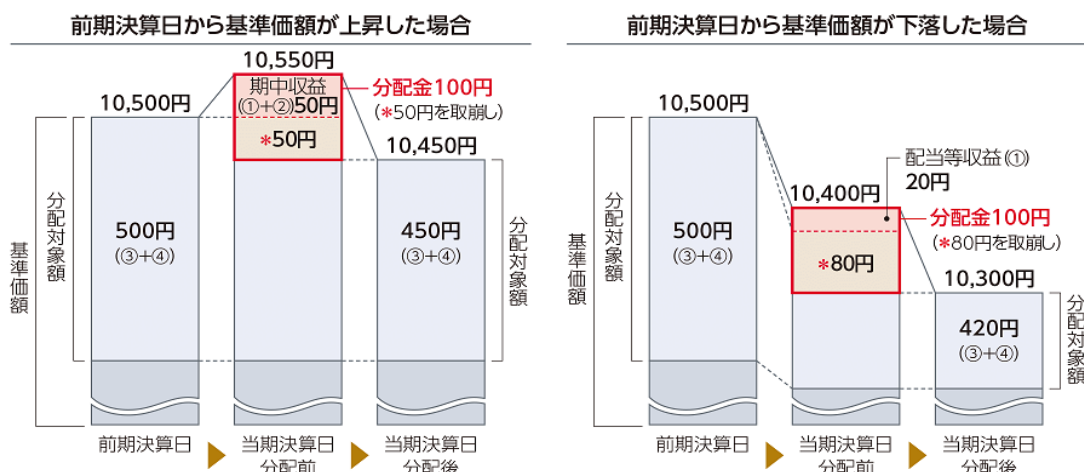 前期決算日から基準価額が上昇した場合
10,550円
10,500円
期中収益
(①+②)50円
分配金100円
(*50円を取崩し)
*50円
10,450円
基準価額
分配対象額
500円
(③+④)
450円
(③+④)
分配対象額
前期決算日
当期決算日
分配前
当期決算日
分配後
前期決算日から基準価額が下落した場合
10,500円
配当等収益(①)
20円
10,400円
分配金100円
(*80円を取崩し)
*80円
10,300円
基準価額
分配対象額
500円
(③+④)
420円
(③+④)
分配対象額
前期決算日
当期決算日
分配前
当期決算日
分配後